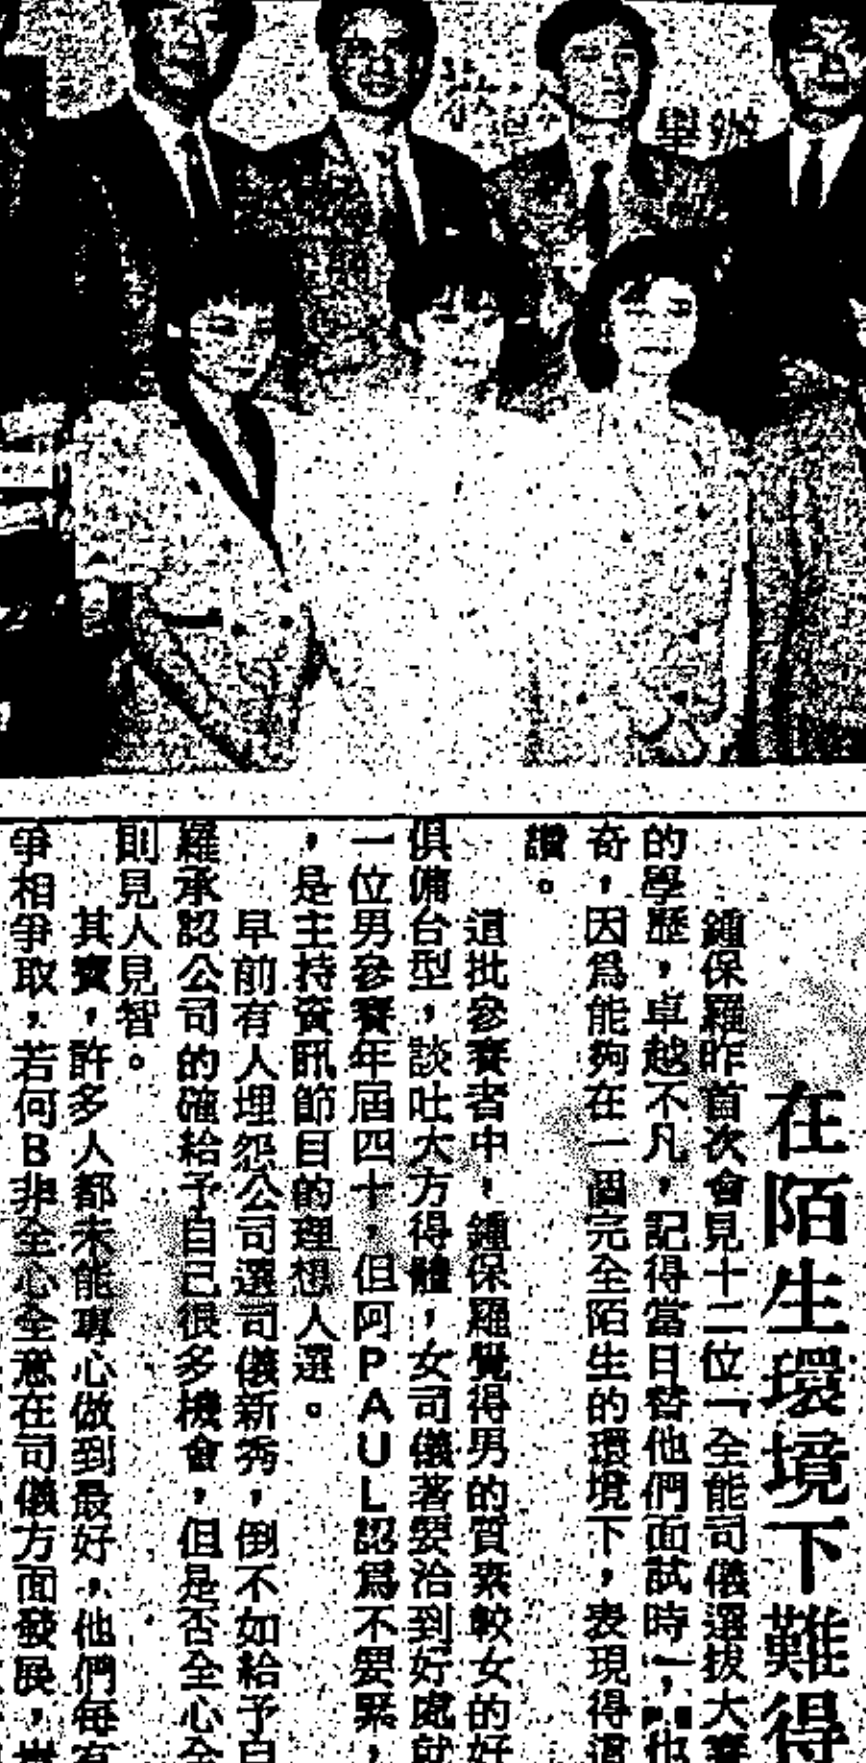 舉辦
在陌生環境下難得
鍾保羅昨首次會見十二位「全能司儀選拔大賽
的學歷，卓越不凡，記得當日替他們面試時，他
奇，因爲能夠在一個完全陌生的環境下，表現得這
讚。
這批參賽者中，鍾保羅覺得男的質素較女的好
俱備台型，談吐大方得體，女司儀著要洽到好處就
一位男參賽年屆四十，但阿PAUL認爲不要緊，
，是主持資訊節目的理想人選。
早前有人埋怨公司選司儀新秀，倒不如給予自
羅承認公司的確給予自己很多機會，但是否全心全
則見人見智。
其實，許多人都未能專心做到最好，他們每有
爭相爭取，若何B非全心全意在司儀方面發展，